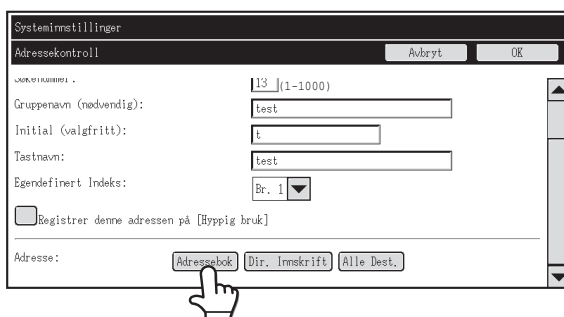 Systeminnstillinger
Adressekontroll Avbryt OK
Søkenummer: 13 (1-1000)
Gruppenavn (nødvendig): test
Initial (valgfritt): t
Tastnavn: test
Egendefinert Indeks: Br. 1
Registrer denne adressen på [Hyppig bruk]
Adresse: Adressebok Dir. Innskrift Alle Dest.